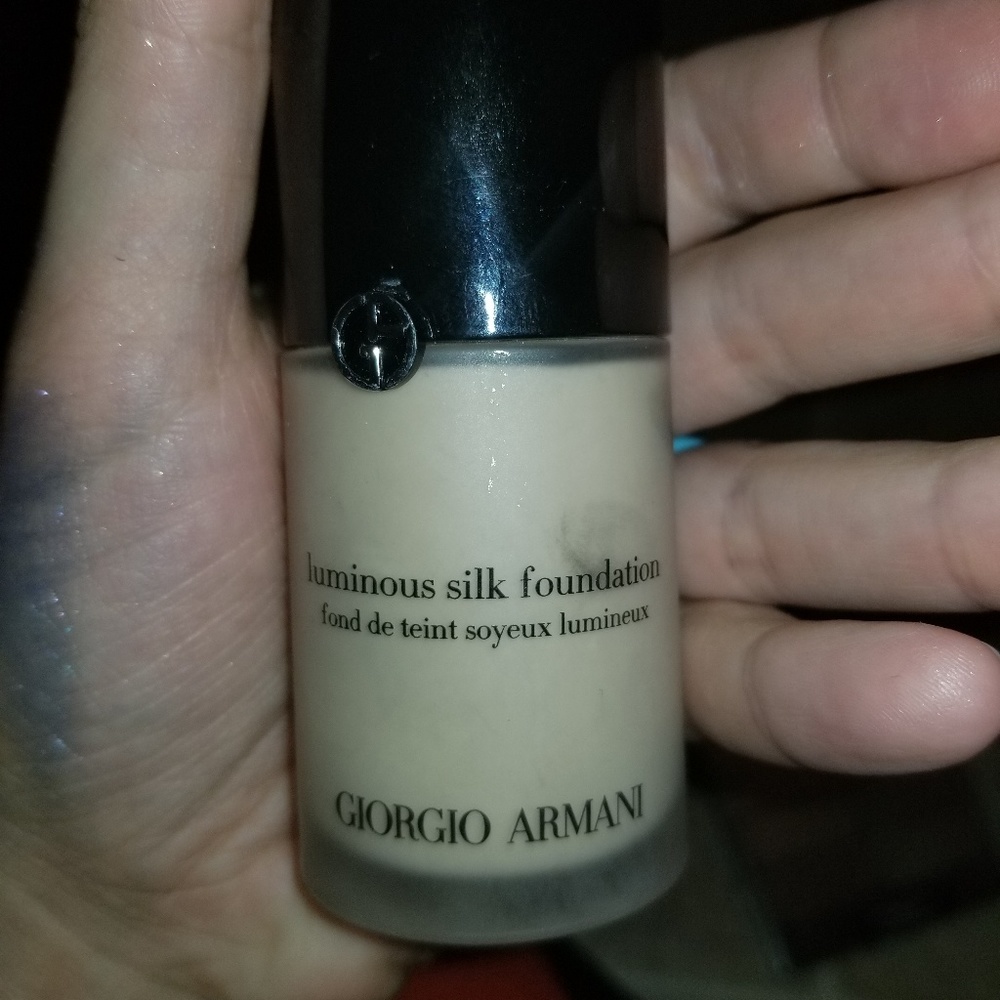 luminous silk foundation
fond de teint soyeux lumineux
GIORGIO ARMANI